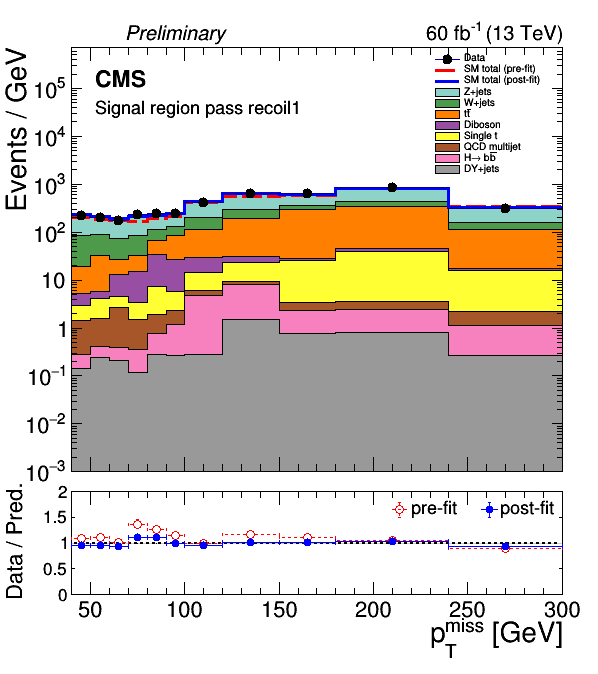 Preliminary
60 fb⁻¹ (13 TeV)
CMS
Signal region pass recoil1
Data
SM total (pre-fit)
SM total (post-fit)
Z+jets
W+jets
tt̅
Diboson
Single t
QCD multijet
H→ bb̅
DY+jets
Events / GeV
10⁵
10⁴
10³
10²
10
1
10⁻¹
10⁻²
10⁻³
pre-fit
post-fit
Data / Pred.
2
1.5
1
0.5
0
50 100 150 200 250 300
p_T^miss [GeV]